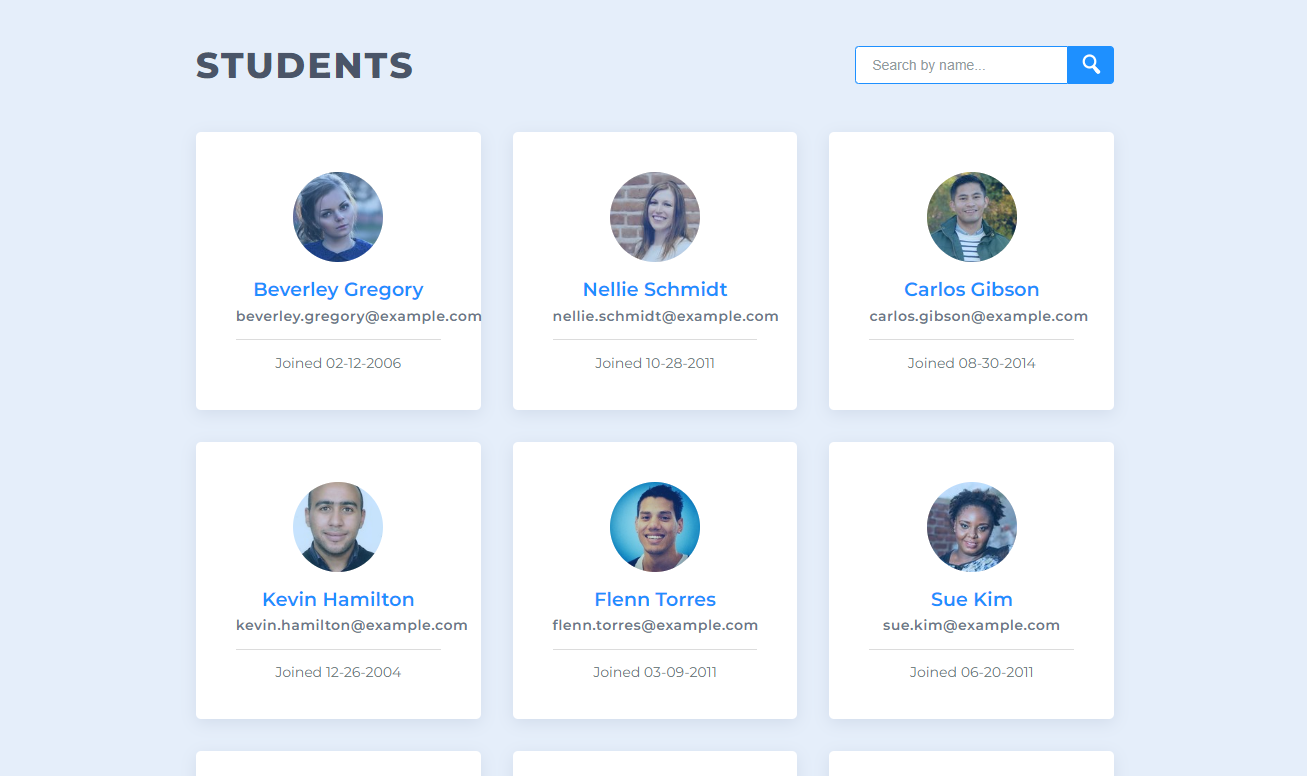 STUDENTS
Search by name...
Beverley Gregory
beverley.gregory@example.com
Joined 02-12-2006
Nellie Schmidt
nellie.schmidt@example.com
Joined 10-28-2011
Carlos Gibson
carlos.gibson@example.com
Joined 08-30-2014
Kevin Hamilton
kevin.hamilton@example.com
Joined 12-26-2004
Flenn Torres
flenn.torres@example.com
Joined 03-09-2011
Sue Kim
sue.kim@example.com
Joined 06-20-2011